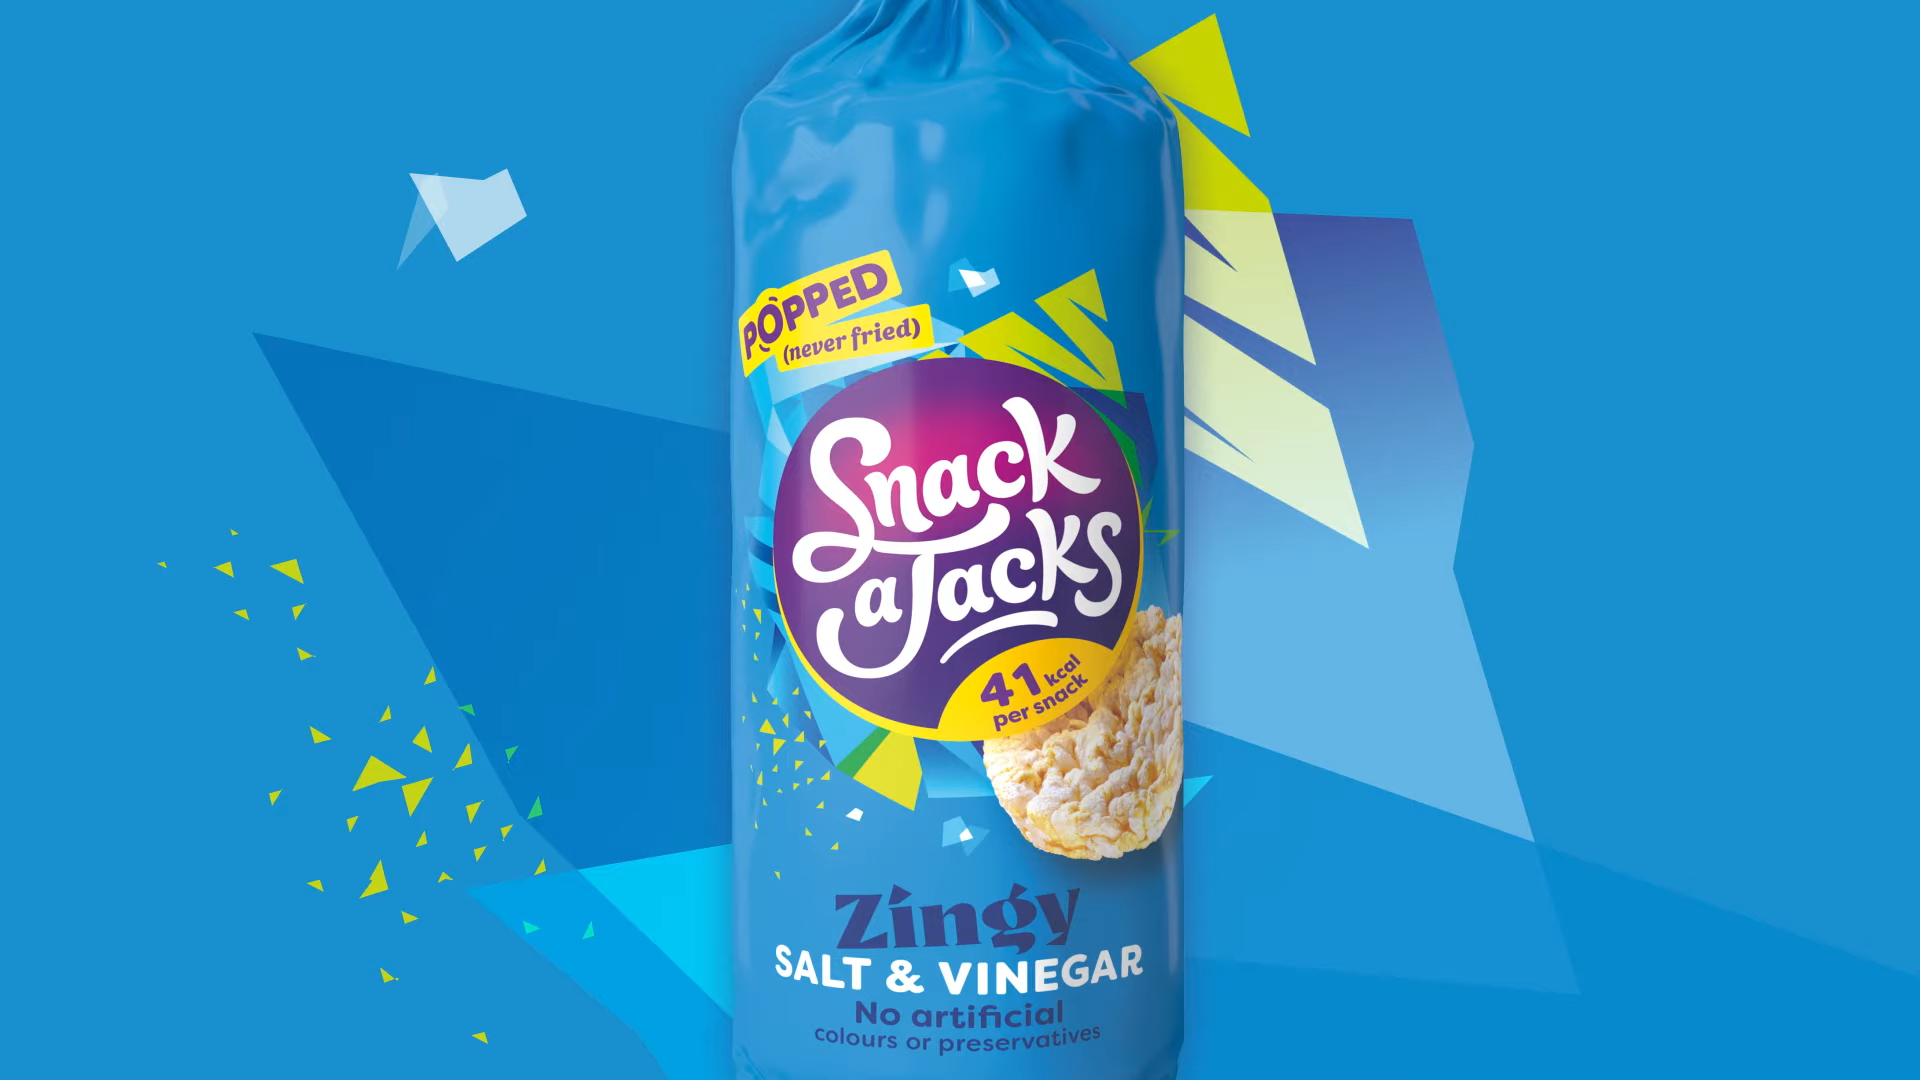 POPPED
(never fried)
Snack
a Jacks
41 kcal
per snack
Zingy
SALT & VINEGAR
No artificial
colours or preservatives